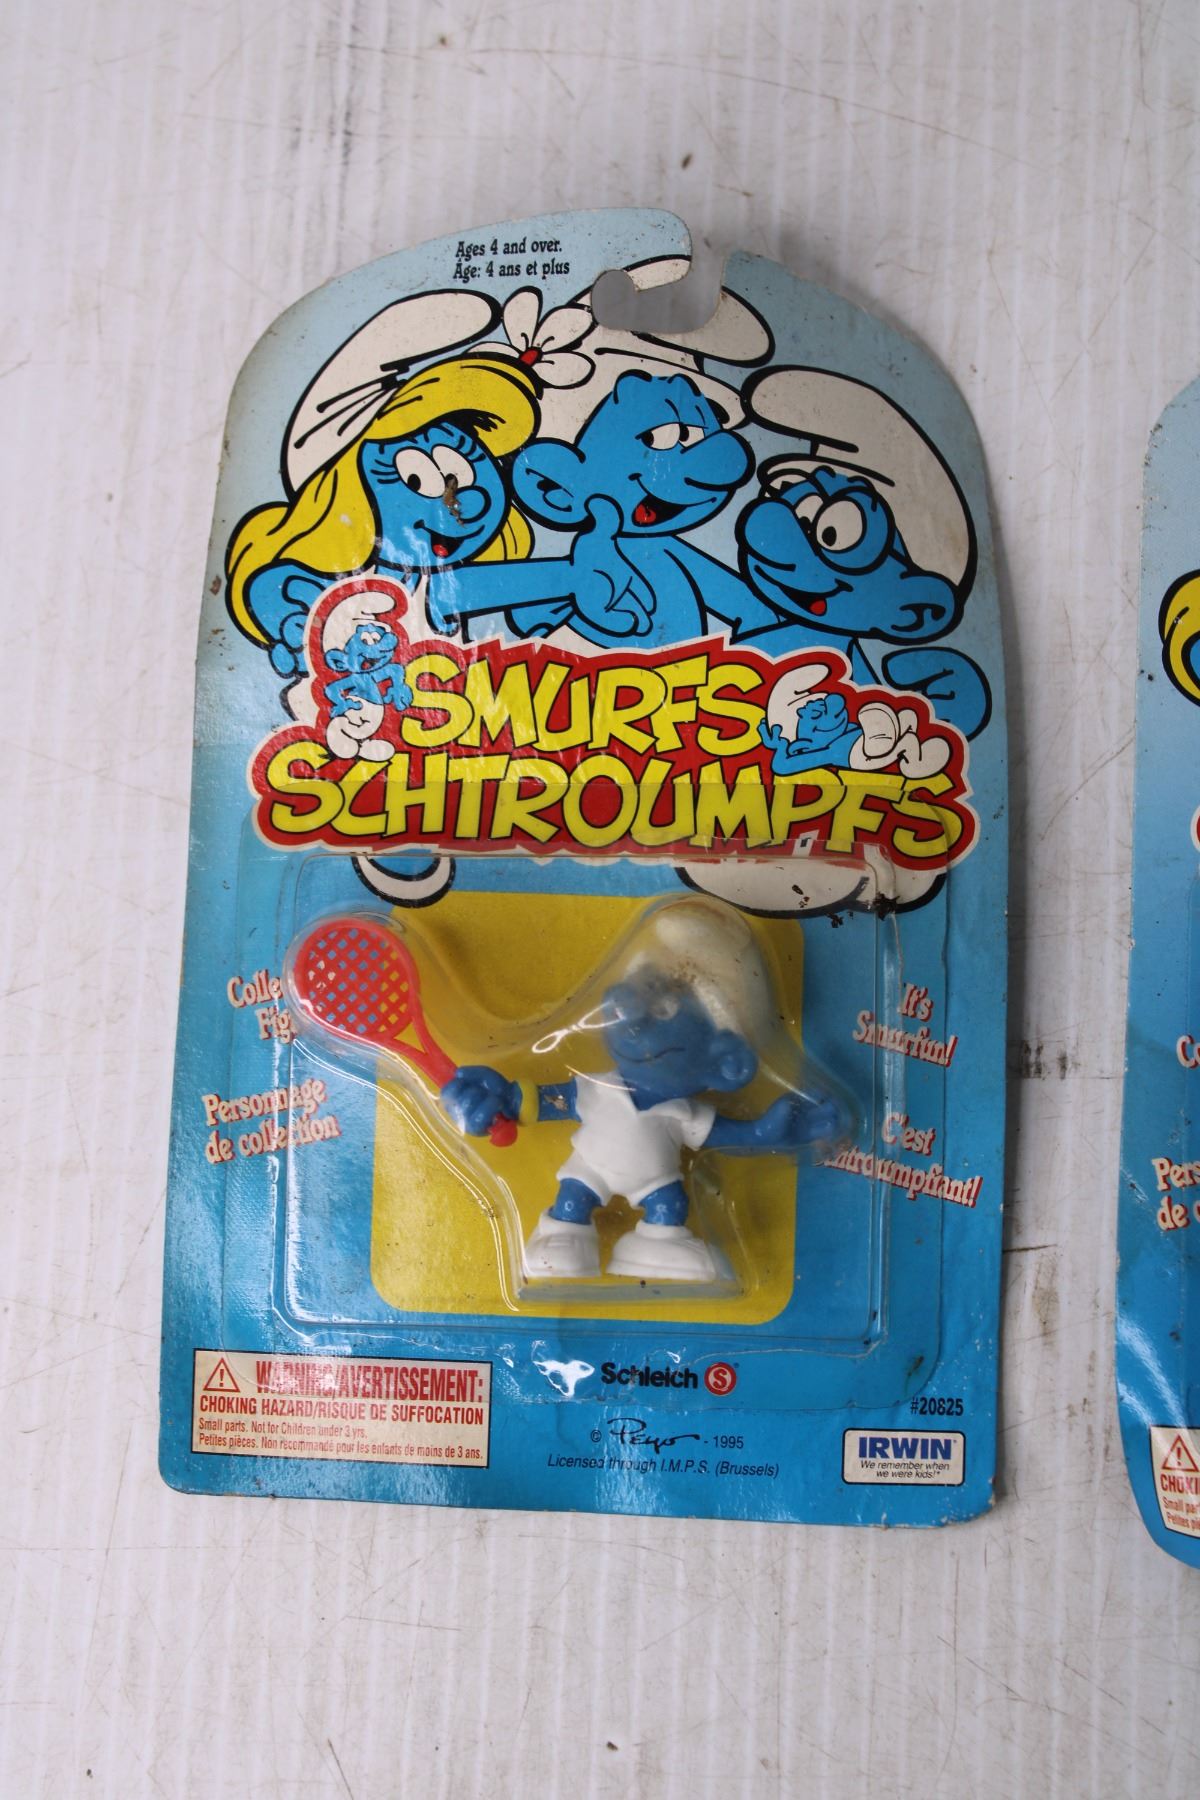 Ages 4 and over.
Âge: 4 ans et plus
SMURFS
SCHTROUMPFS
It's
Smurfun!
Personnage
de collection
C'est
WARNING/AVERTISSEMENT:
CHOKING HAZARD/RISQUE DE SUFFOCATION
Small parts. Not for Children under 3 yrs.
Petites pièces. Non recommandé pour les enfants de moins de 3 ans.
Schleich S
#20825
© Peyo - 1995
Licensed through I.M.P.S. (Brussels)
IRWIN
We remember when
we were kids!*